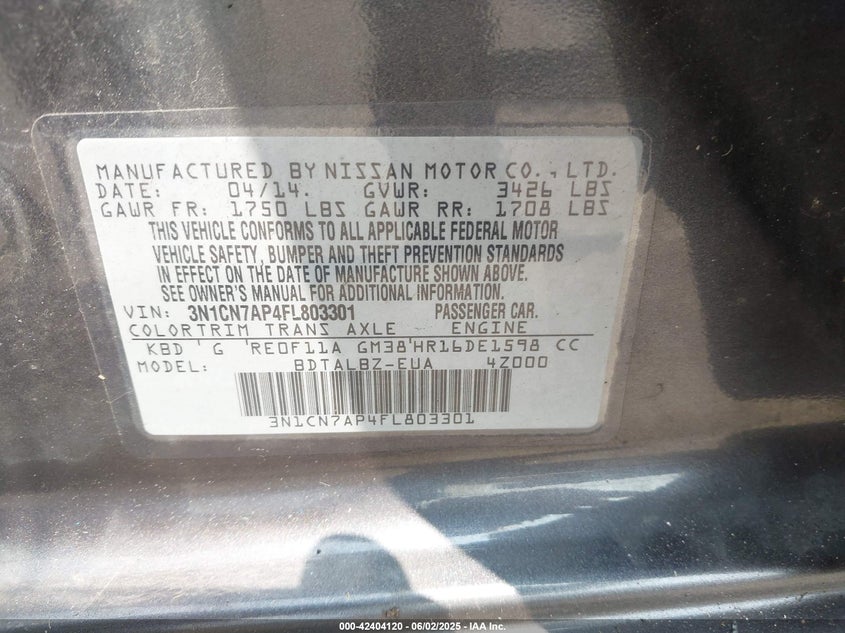 MANUFACTURED BY NISSAN MOTOR CO., LTD.
DATE: 04/14. GVWR: 3426 LBS
GAWR FR: 1750 LBS GAWR RR: 1708 LBS
THIS VEHICLE CONFORMS TO ALL APPLICABLE FEDERAL MOTOR
VEHICLE SAFETY, BUMPER AND THEFT PREVENTION STANDARDS
IN EFFECT ON THE DATE OF MANUFACTURE SHOWN ABOVE.
SEE OWNER'S MANUAL FOR ADDITIONAL INFORMATION.
VIN: 3N1CN7AP4FL803301 PASSENGER CAR.
COLOR TRIM TRANS AXLE ENGINE
KBD ' G 'RE0F11A GM38'HR16DE1598 CC
MODEL: BDTALBZ-EUA 4Z000
3N1CN7AP4FL803301
000-42404120 - 06/02/2025 - IAA Inc.